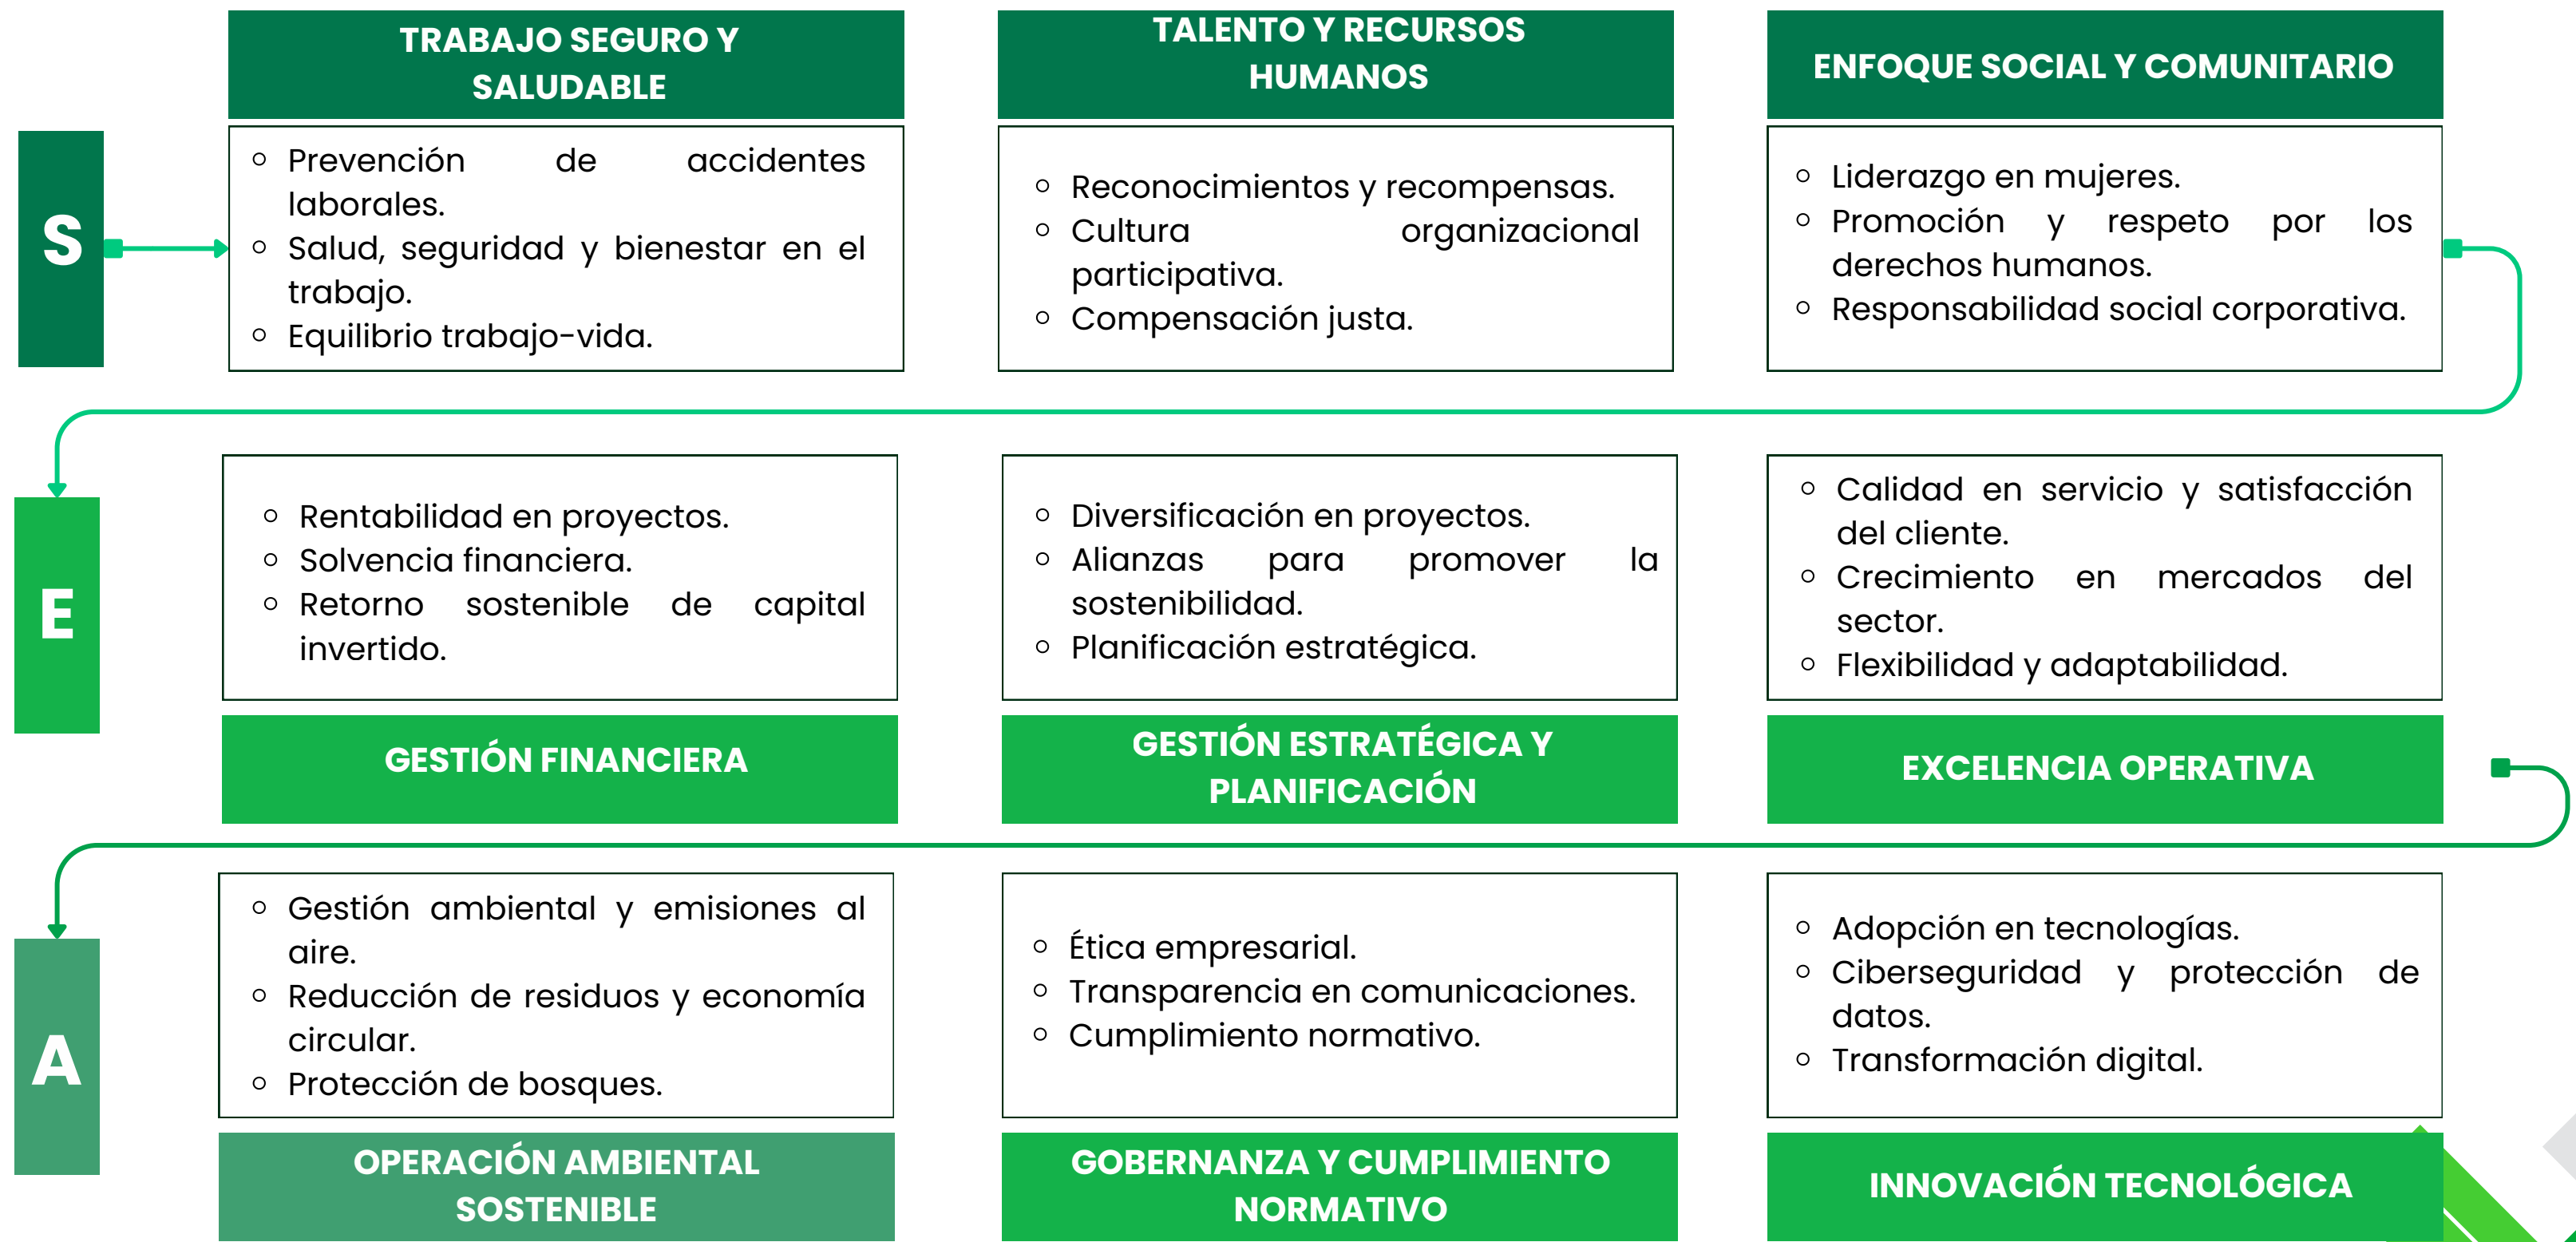 TRABAJO SEGURO Y
SALUDABLE
TALENTO Y RECURSOS
HUMANOS
ENFOQUE SOCIAL Y COMUNITARIO
S
Prevención de accidentes
laborales.
Salud, seguridad y bienestar en el
trabajo.
Equilibrio trabajo-vida.
Reconocimientos y recompensas.
Cultura organizacional
participativa.
Compensación justa.
Liderazgo en mujeres.
Promoción y respeto por los
derechos humanos.
Responsabilidad social corporativa.
E
Rentabilidad en proyectos.
Solvencia financiera.
Retorno sostenible de capital
invertido.
Diversificación en proyectos.
Alianzas para promover la
sostenibilidad.
Planificación estratégica.
Calidad en servicio y satisfacción
del cliente.
Crecimiento en mercados del
sector.
Flexibilidad y adaptabilidad.
GESTIÓN FINANCIERA
GESTIÓN ESTRATÉGICA Y
PLANIFICACIÓN
EXCELENCIA OPERATIVA
A
Gestión ambiental y emisiones al
aire.
Reducción de residuos y economía
circular.
Protección de bosques.
Ética empresarial.
Transparencia en comunicaciones.
Cumplimiento normativo.
Adopción en tecnologías.
Ciberseguridad y protección de
datos.
Transformación digital.
OPERACIÓN AMBIENTAL
SOSTENIBLE
GOBERNANZA Y CUMPLIMIENTO
NORMATIVO
INNOVACIÓN TECNOLÓGICA